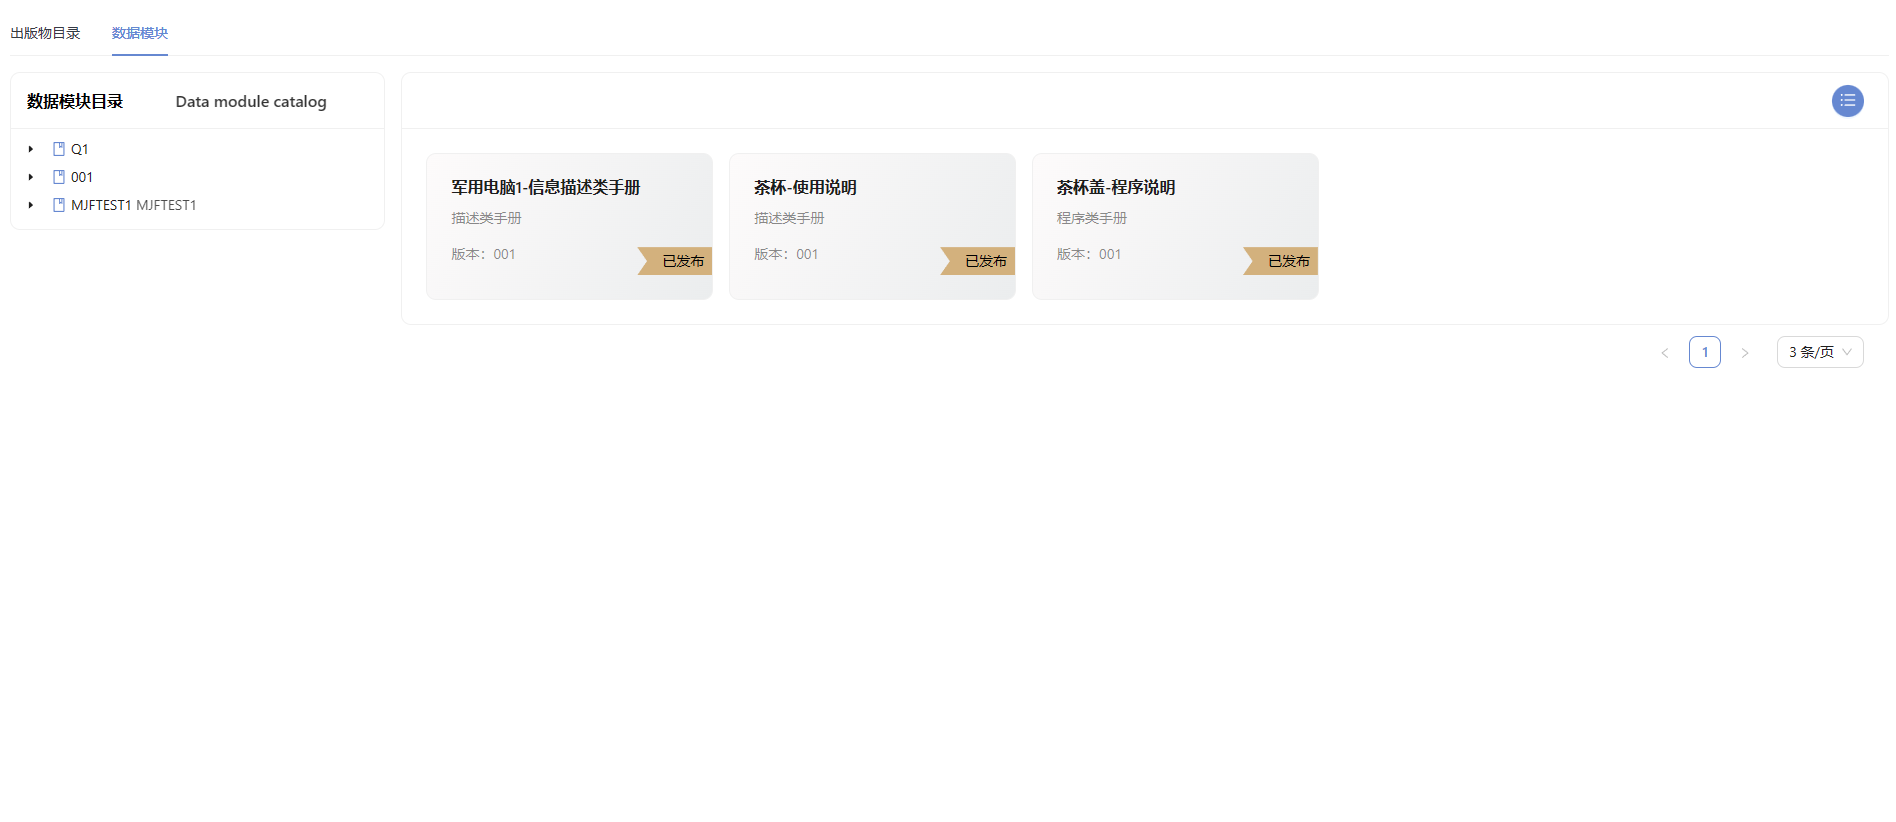 出版物目录 数据模块
数据模块目录 Data module catalog
Q1
001
MJFTEST1 MJFTEST1
军用电脑1-信息描述类手册
描述类手册
版本：001
已发布
茶杯-使用说明
描述类手册
版本：001
已发布
茶杯盖-程序说明
程序类手册
版本：001
已发布
< 1 > 3 条/页